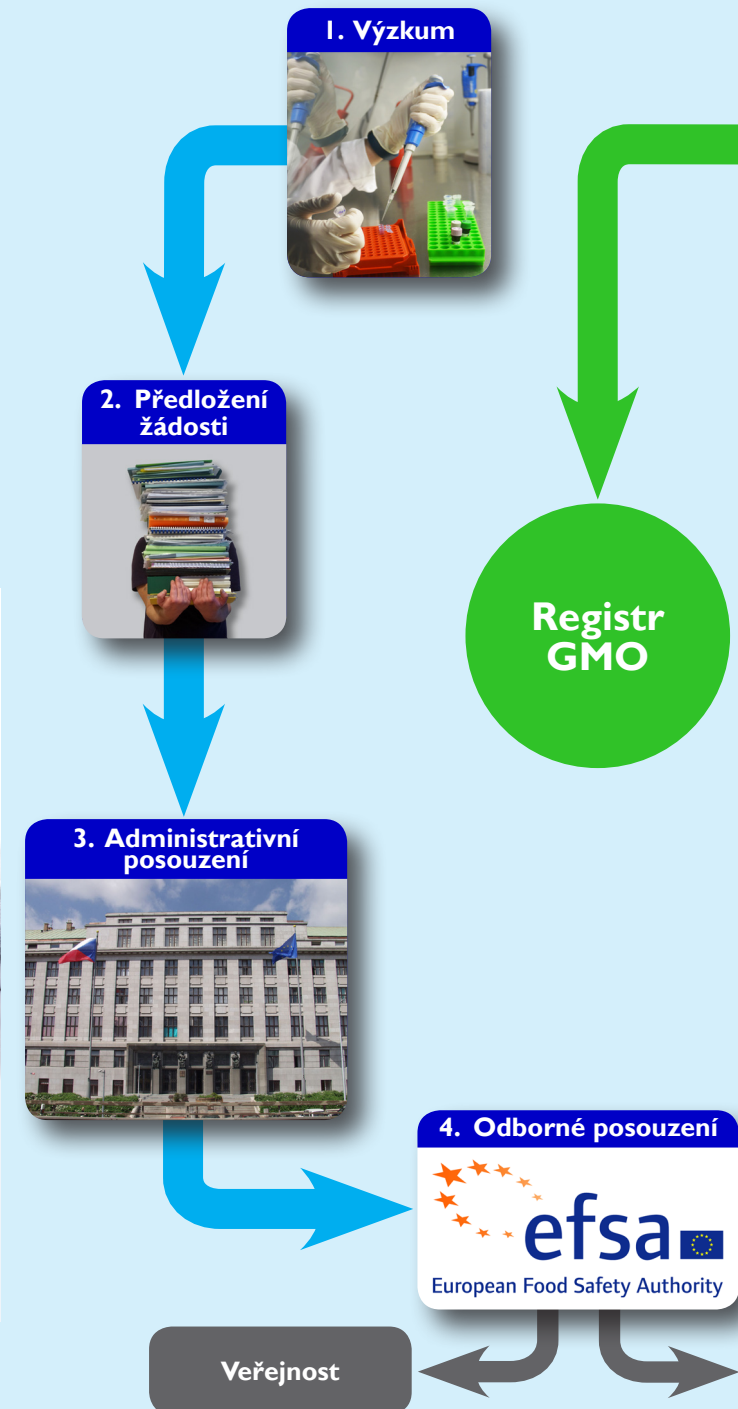 1. Výzkum
2. Předložení
žádosti
Registr
GMO
3. Administrativní
posouzení
4. Odborné posouzení
efsa
European Food Safety Authority
Veřejnost